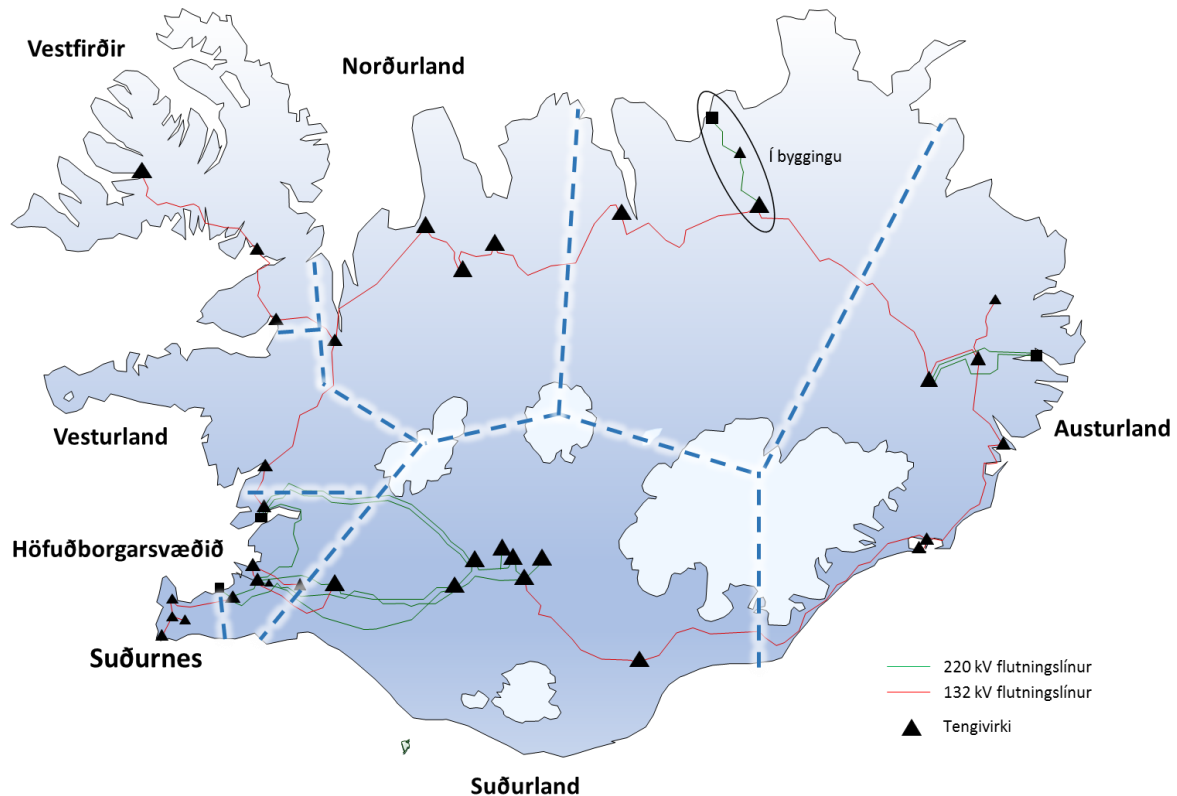 Vestfirðir
Norðurland
Í byggingu
Vesturland
Austurland
Höfuðborgarsvæðið
Suðurnes
220 kV flutningslínur
132 kV flutningslínur
Tengivirki
Suðurland